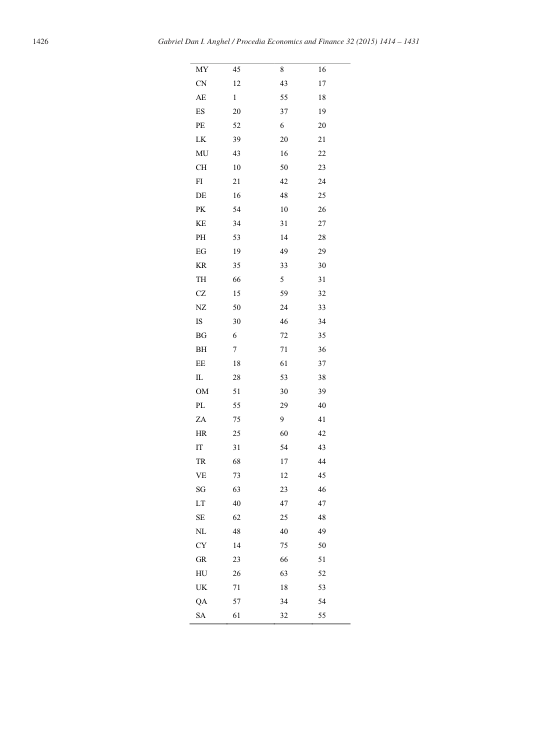 1426 Gabriel Dan I. Anghel / Procedia Economics and Finance 32 (2015) 1414 – 1431
MY 45 8 16
CN 12 43 17
AE 1 55 18
ES 20 37 19
PE 52 6 20
LK 39 20 21
MU 43 16 22
CH 10 50 23
FI 21 42 24
DE 16 48 25
PK 54 10 26
KE 34 31 27
PH 53 14 28
EG 19 49 29
KR 35 33 30
TH 66 5 31
CZ 15 59 32
NZ 50 24 33
IS 30 46 34
BG 6 72 35
BH 7 71 36
EE 18 61 37
IL 28 53 38
OM 51 30 39
PL 55 29 40
ZA 75 9 41
HR 25 60 42
IT 31 54 43
TR 68 17 44
VE 73 12 45
SG 63 23 46
LT 40 47 47
SE 62 25 48
NL 48 40 49
CY 14 75 50
GR 23 66 51
HU 26 63 52
UK 71 18 53
QA 57 34 54
SA 61 32 55